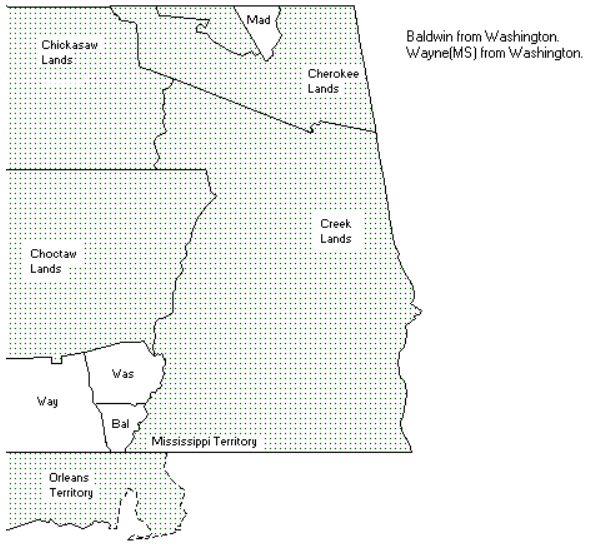 Mad
Baldwin from Washington.
Wayne(MS) from Washington.
Chickasaw
Lands
Cherokee
Lands
Creek
Lands
Choctaw
Lands
Was
Way
Bal
Mississippi Territory
Orleans
Territory